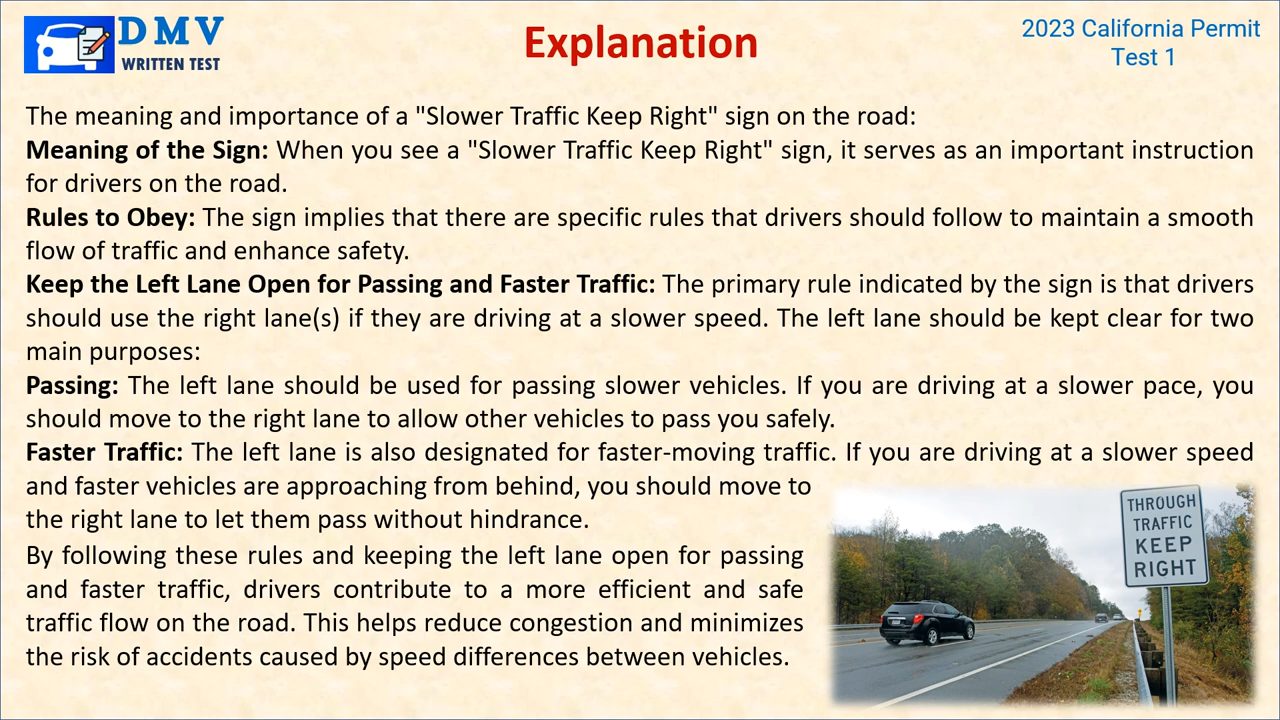 DMV
WRITTEN TEST
Explanation
2023 California Permit
Test 1
The meaning and importance of a "Slower Traffic Keep Right" sign on the road:
Meaning of the Sign: When you see a "Slower Traffic Keep Right" sign, it serves as an important instruction
for drivers on the road.
Rules to Obey: The sign implies that there are specific rules that drivers should follow to maintain a smooth
flow of traffic and enhance safety.
Keep the Left Lane Open for Passing and Faster Traffic: The primary rule indicated by the sign is that drivers
should use the right lane(s) if they are driving at a slower speed. The left lane should be kept clear for two
main purposes:
Passing: The left lane should be used for passing slower vehicles. If you are driving at a slower pace, you
should move to the right lane to allow other vehicles to pass you safely.
Faster Traffic: The left lane is also designated for faster-moving traffic. If you are driving at a slower speed
and faster vehicles are approaching from behind, you should move to
the right lane to let them pass without hindrance.
By following these rules and keeping the left lane open for passing
and faster traffic, drivers contribute to a more efficient and safe
traffic flow on the road. This helps reduce congestion and minimizes
the risk of accidents caused by speed differences between vehicles.
THROUGH
TRAFFIC
KEEP
RIGHT